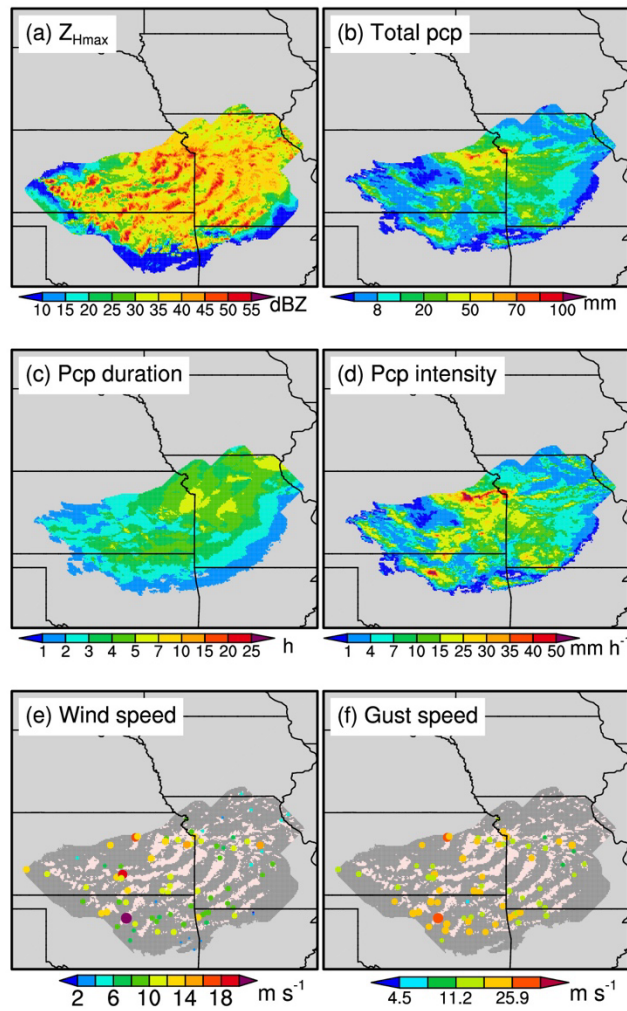 (a) Z_Hmax (b) Total pcp
10 15 20 25 30 35 40 45 50 55 dBZ 8 20 50 70 100 mm
(c) Pcp duration (d) Pcp intensity
1 2 3 4 5 7 10 15 20 25 h 1 4 7 10 15 25 30 35 40 50 mm h⁻¹
(e) Wind speed (f) Gust speed
2 6 10 14 18 m s⁻¹ 4.5 11.2 25.9 m s⁻¹